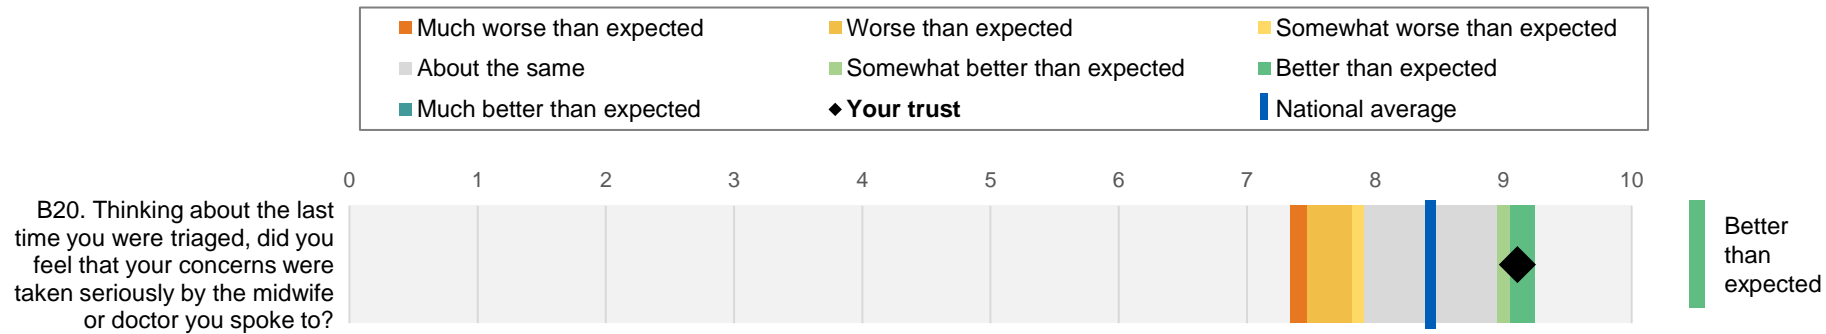 Much worse than expected
Worse than expected
Somewhat worse than expected
About the same
Somewhat better than expected
Better than expected
Much better than expected
Your trust
National average
0 1 2 3 4 5 6 7 8 9 10
B20. Thinking about the last
time you were triaged, did you
feel that your concerns were
taken seriously by the midwife
or doctor you spoke to?
Better
than
expected